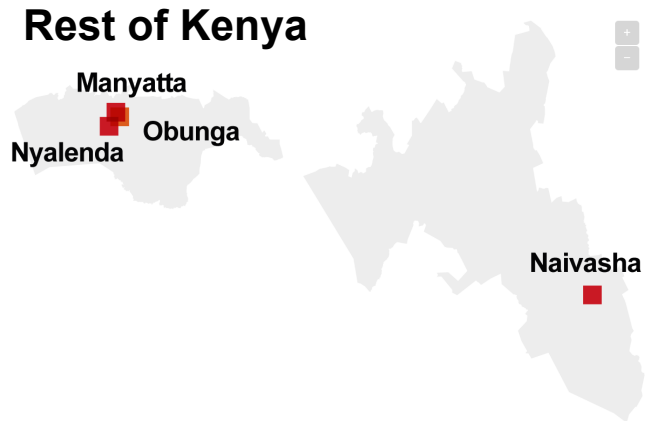 Rest of Kenya
+
−
Manyatta
Obunga
Nyalenda
Naivasha